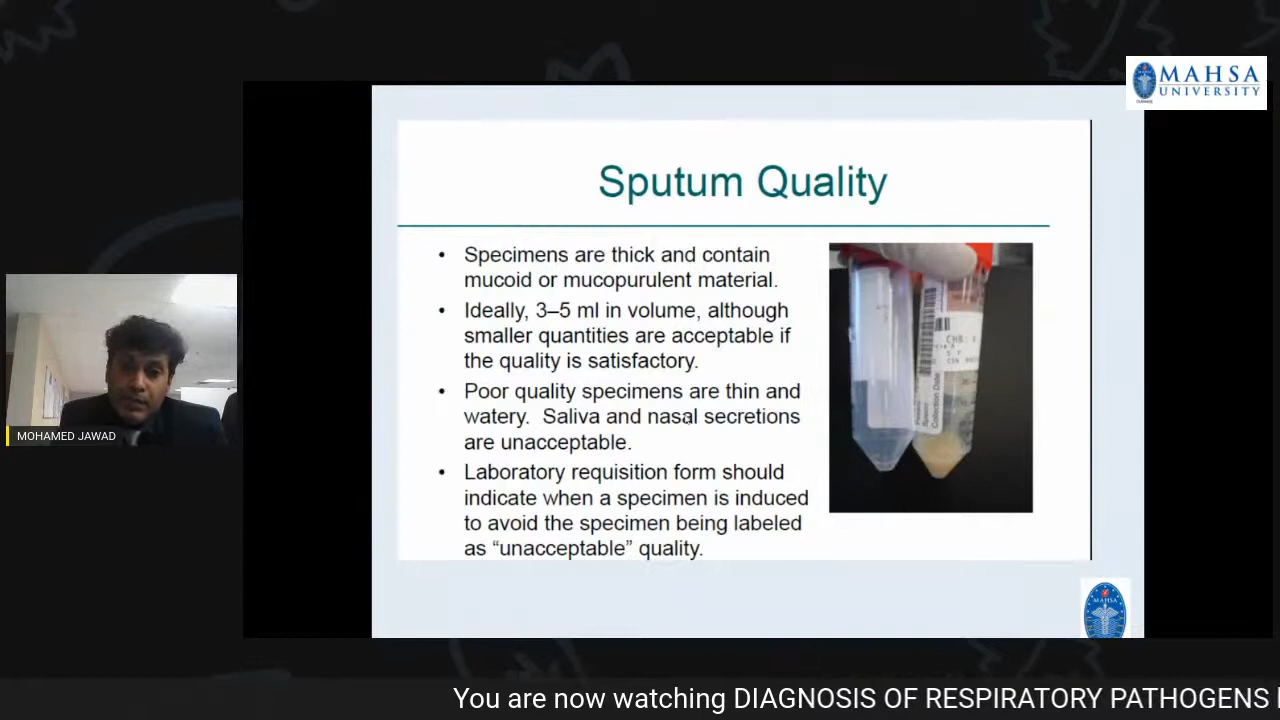 MAHSA
UNIVERSITY
Sputum Quality
• Specimens are thick and contain
mucoid or mucopurulent material.
• Ideally, 3–5 ml in volume, although
smaller quantities are acceptable if
the quality is satisfactory.
• Poor quality specimens are thin and
watery. Saliva and nasal secretions
are unacceptable.
• Laboratory requisition form should
indicate when a specimen is induced
to avoid the specimen being labeled
as “unacceptable” quality.
MOHAMED JAWAD
MAHSA
You are now watching DIAGNOSIS OF RESPIRATORY PATHOGENS